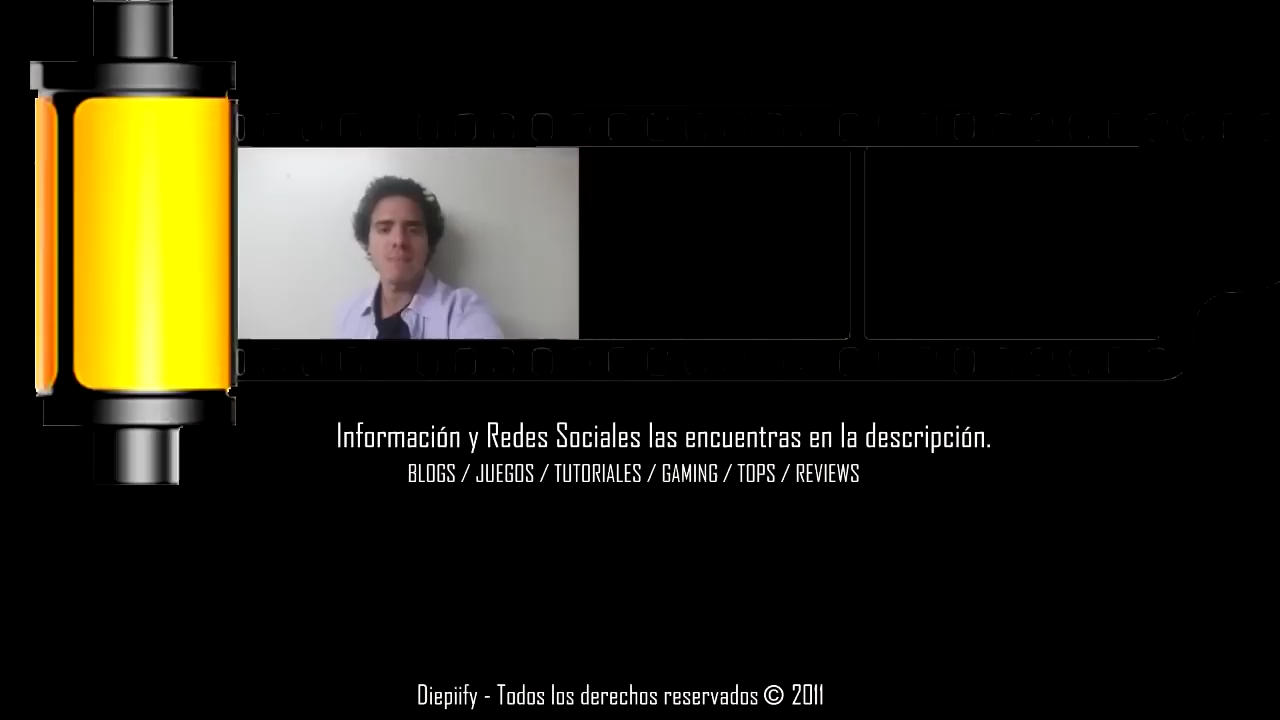 Información y Redes Sociales las encuentras en la descripción.
BLOGS / JUEGOS / TUTORIALES / GAMING / TOPS / REVIEWS
Diepiify - Todos los derechos reservados © 2011